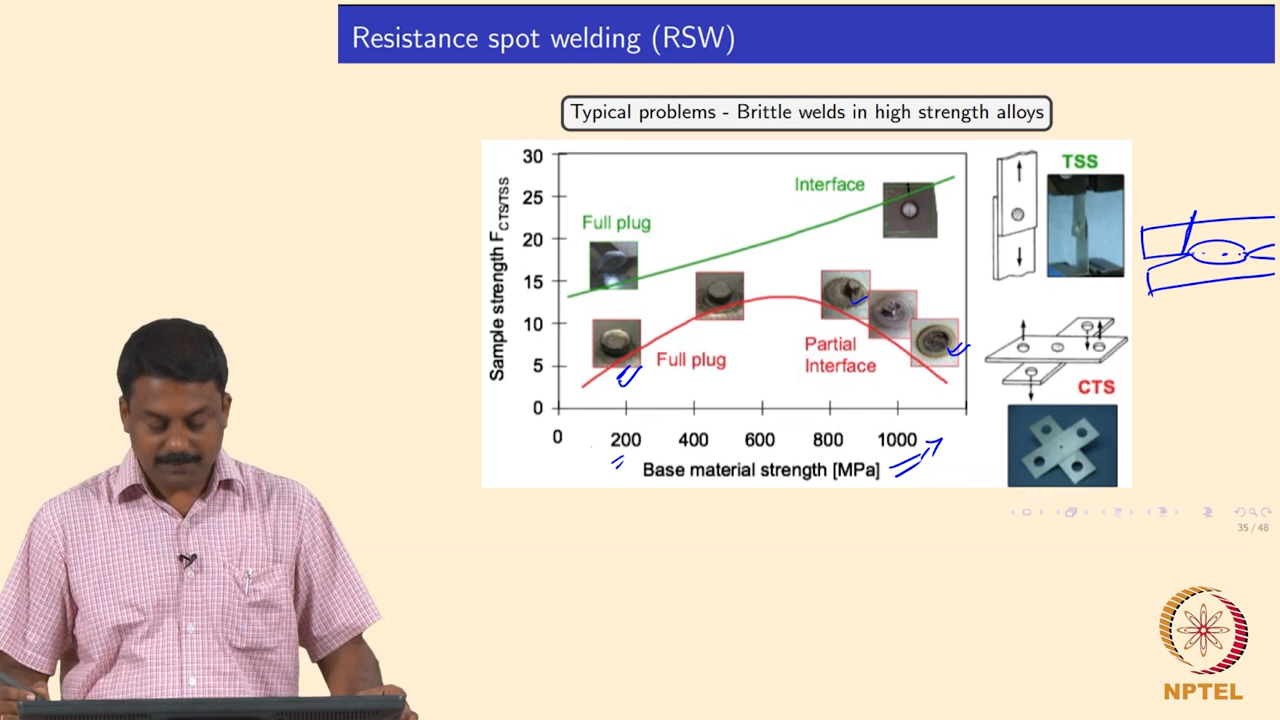 Resistance spot welding (RSW)
Typical problems - Brittle welds in high strength alloys
30
25
20
15
10
5
0
Sample strength F_CTS/TSS
Full plug
Interface
Full plug
Partial
Interface
0 200 400 600 800 1000
Base material strength [MPa]
TSS
CTS
35 / 48
NPTEL